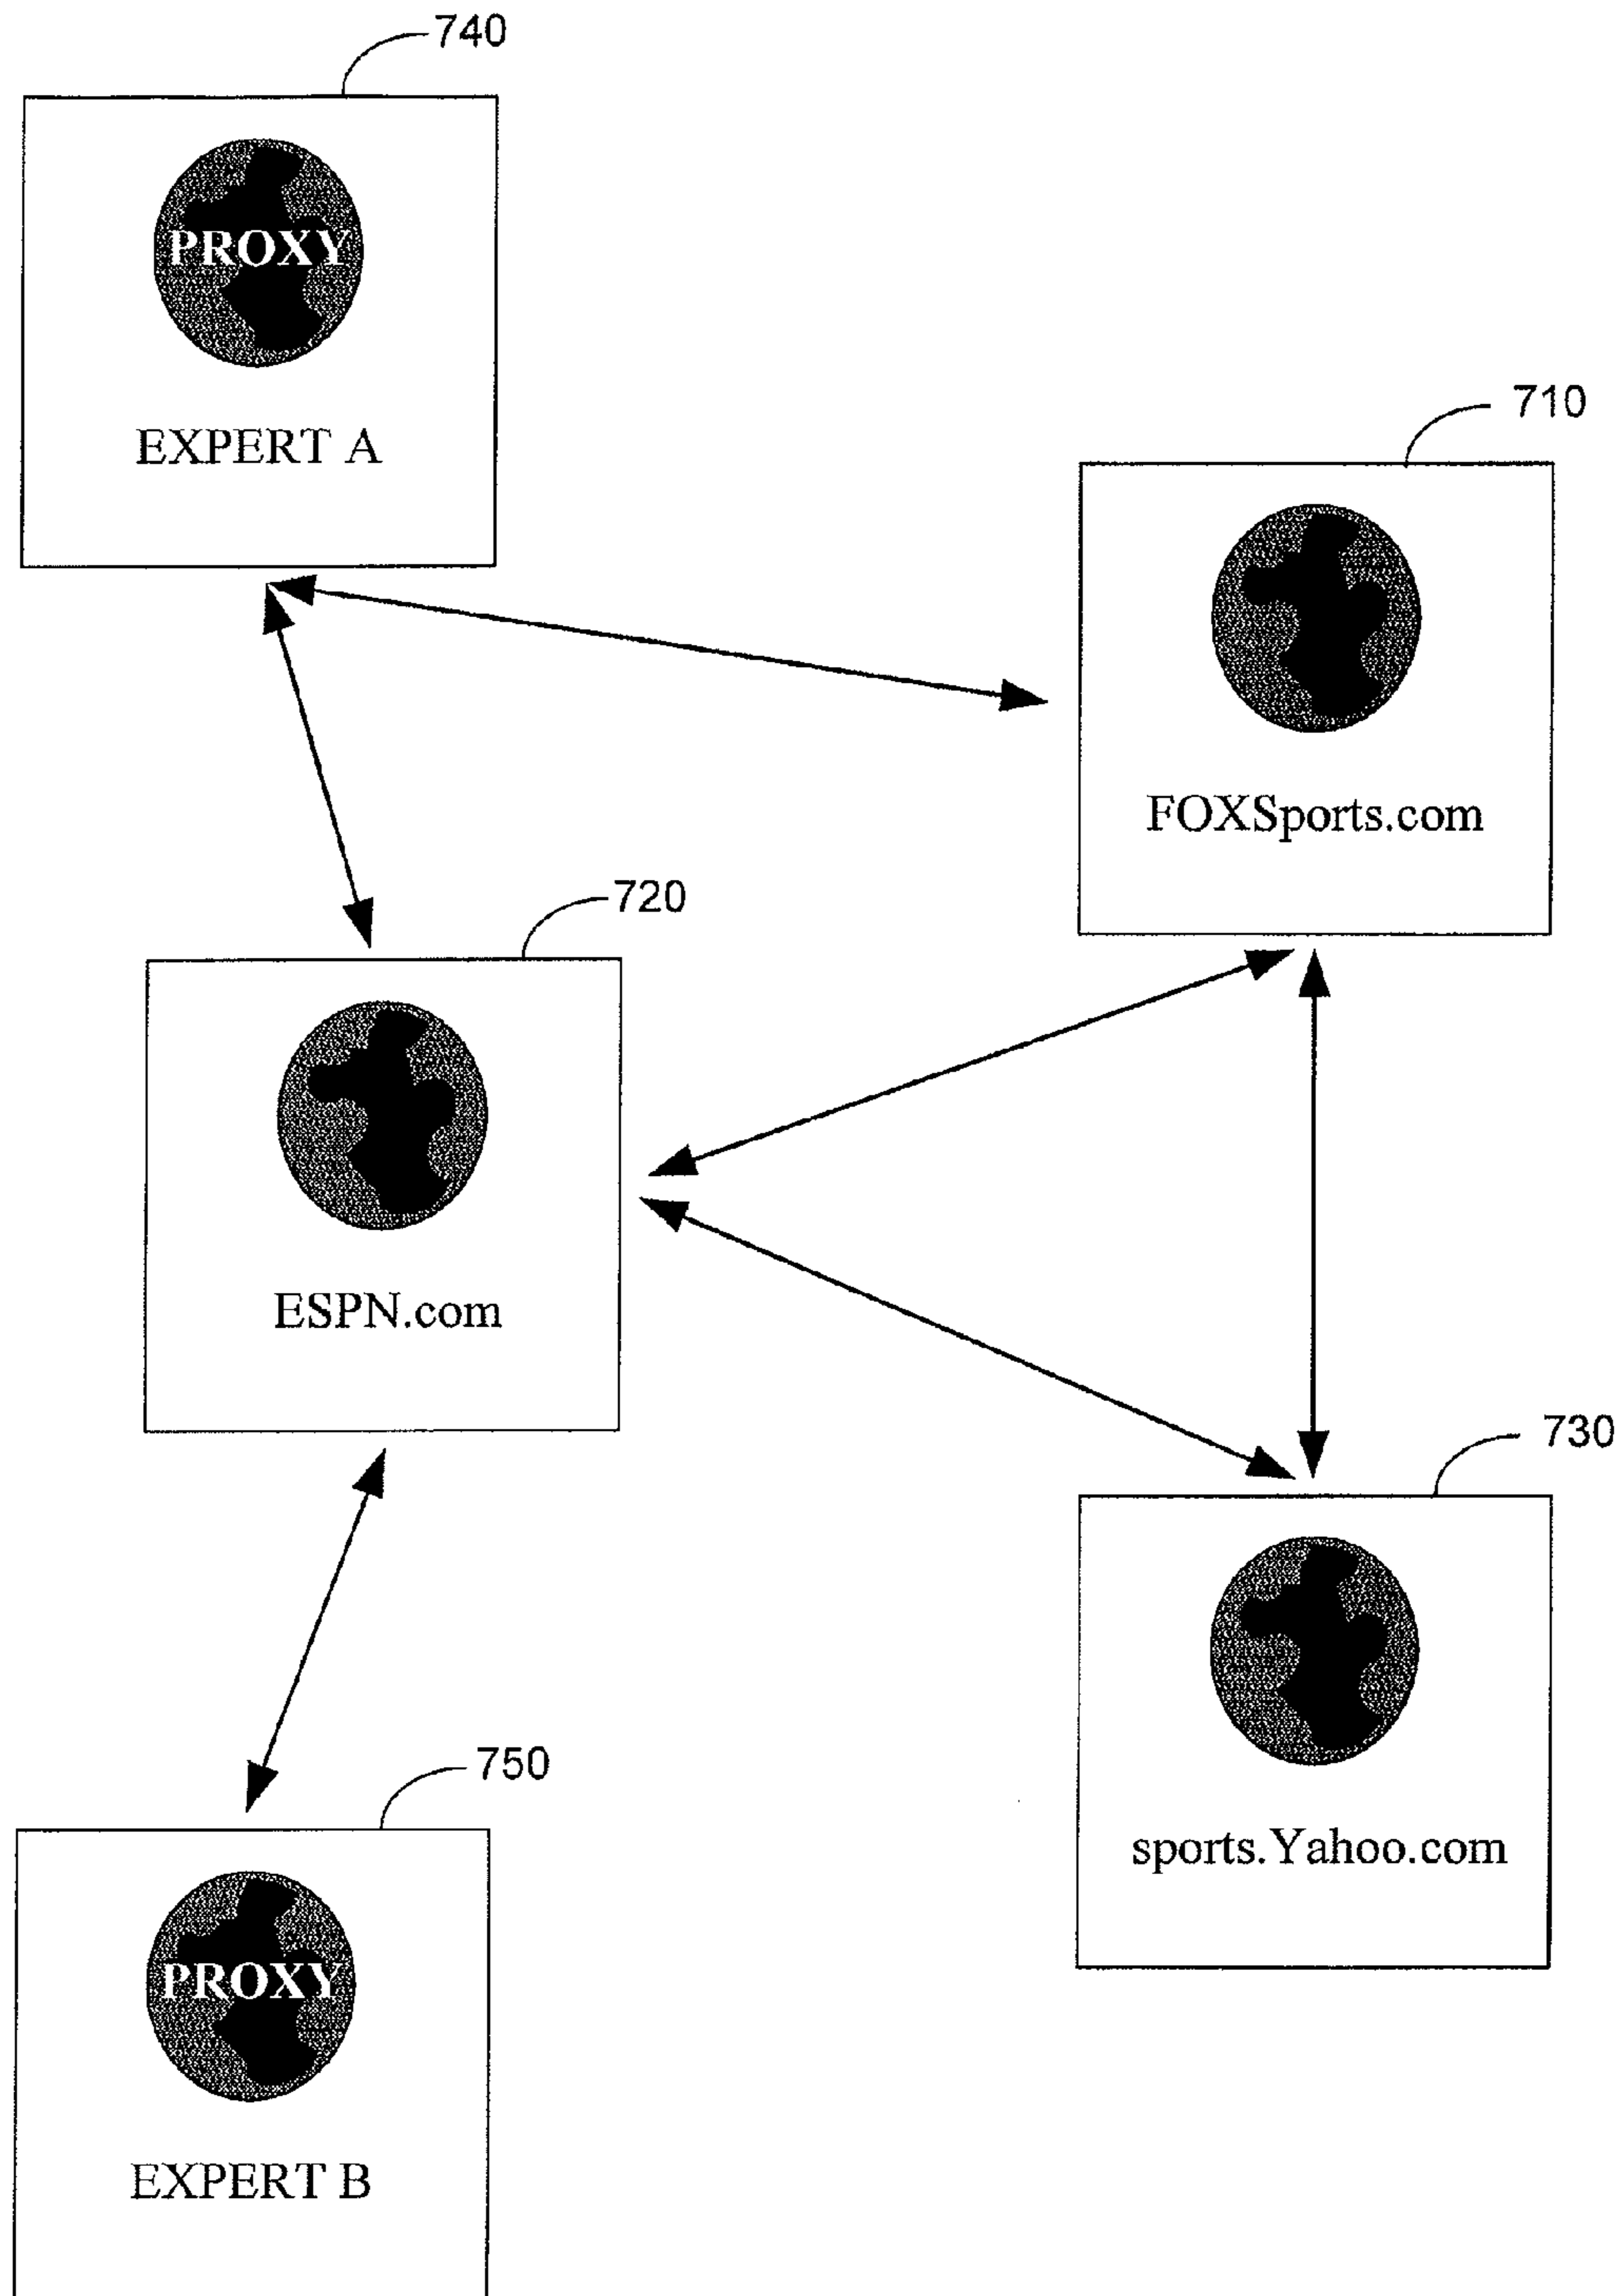 740
PROXY
EXPERT A
710
FOXSports.com
720
ESPN.com
730
sports.Yahoo.com
750
PROXY
EXPERT B